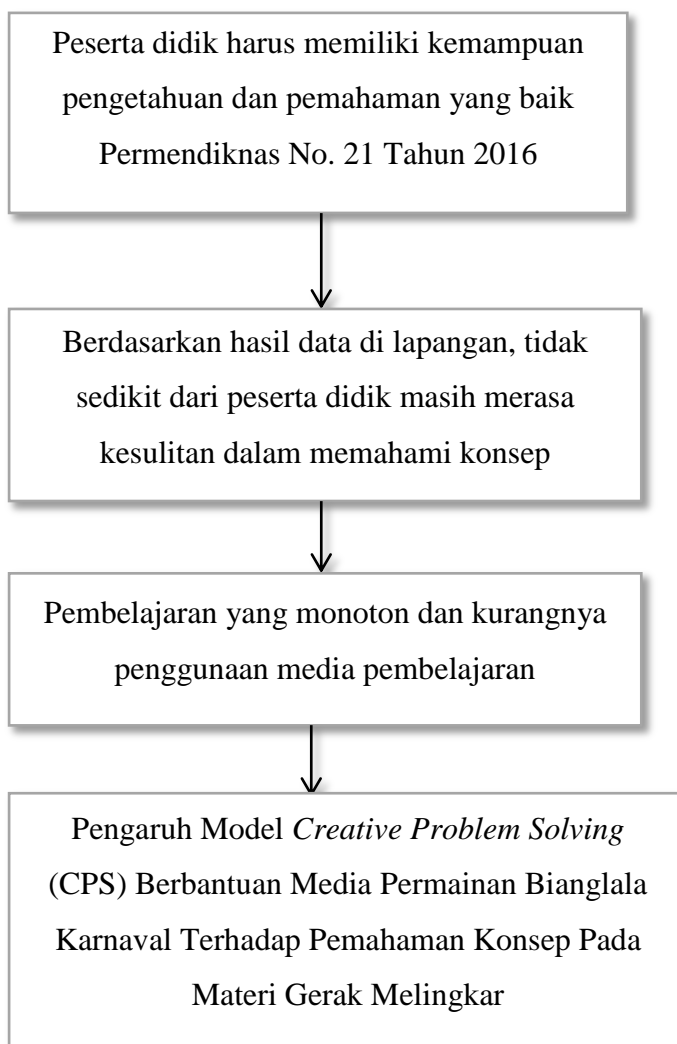 Peserta didik harus memiliki kemampuan
pengetahuan dan pemahaman yang baik
Permendiknas No. 21 Tahun 2016
Berdasarkan hasil data di lapangan, tidak
sedikit dari peserta didik masih merasa
kesulitan dalam memahami konsep
Pembelajaran yang monoton dan kurangnya
penggunaan media pembelajaran
Pengaruh Model Creative Problem Solving
(CPS) Berbantuan Media Permainan Bianglala
Karnaval Terhadap Pemahaman Konsep Pada
Materi Gerak Melingkar